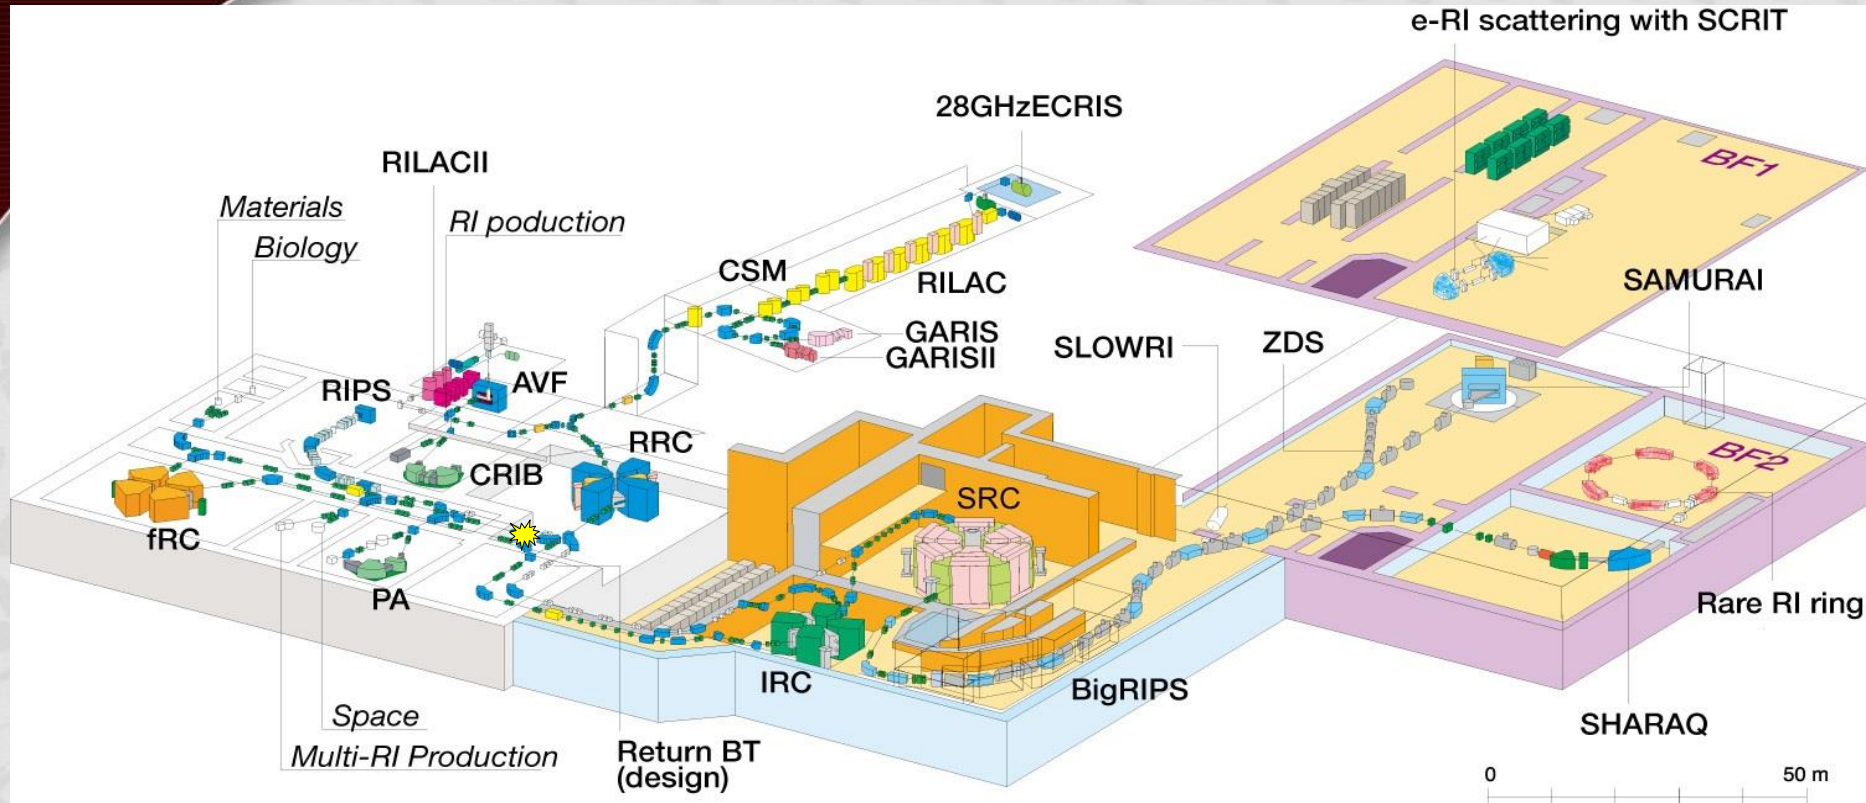 e-RI scattering with SCRIT
28GHzECRIS
RILACII
Materials
RI poduction
Biology
BF1
CSM
RILAC
SAMURAI
GARIS
GARISII
SLOWRI
ZDS
RIPS
AVF
RRC
BF2
CRIB
SRC
fRC
PA
Rare RI ring
IRC
BigRIPS
Space
SHARAQ
Multi-RI Production
Return BT
(design)
0
50 m